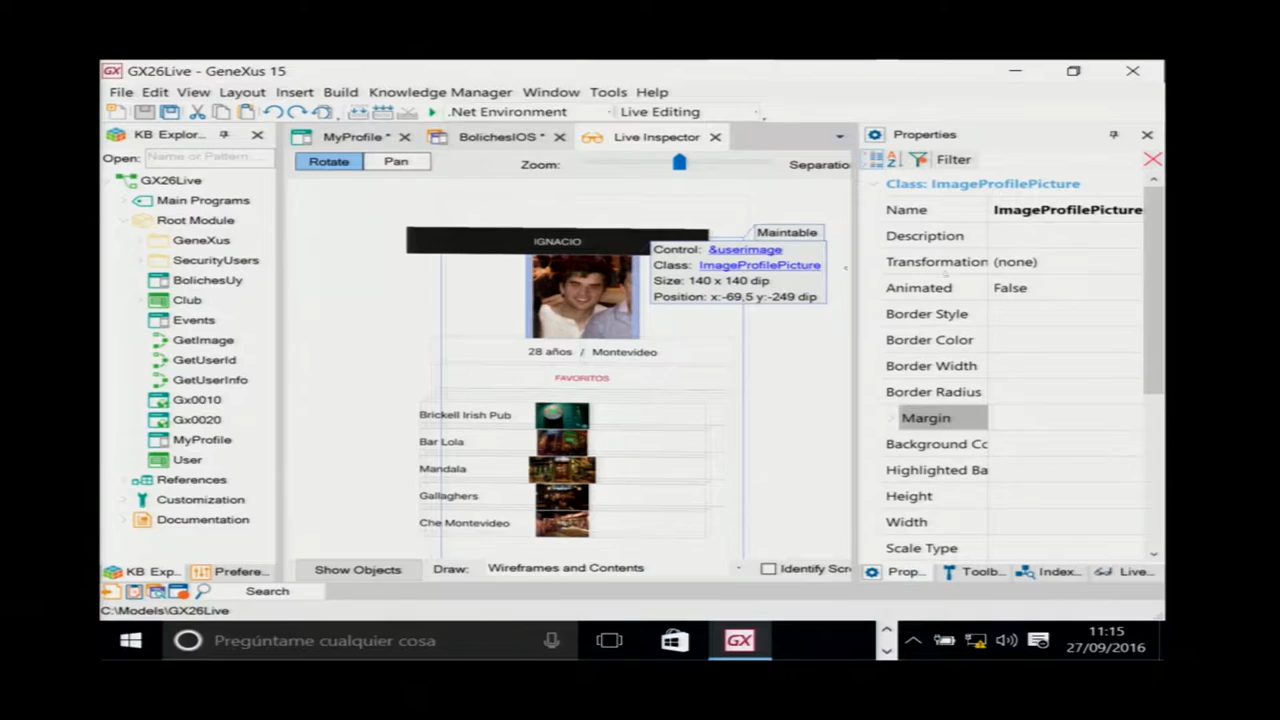 GX26Live - GeneXus 15
File Edit View Layout Insert Build Knowledge Manager Window Tools Help
.Net Environment Live Editing
KB Explor...
MyProfile *
BolichesIOS *
Live Inspector
Properties
Open: Name or Pattern...
Rotate Pan Zoom: Separatio
Filter
GX26Live
Main Programs
Root Module
GeneXus
SecurityUsers
BolichesUy
Club
Events
GetImage
GetUserId
GetUserInfo
Gx0010
Gx0020
MyProfile
User
References
Customization
Documentation
IGNACIO
Maintable
Control: &userimage
Class: ImageProfilePicture
Size: 140 x 140 dip
Position: x:-69,5 y:-249 dip
28 años / Montevideo
FAVORITOS
Brickell Irish Pub
Bar Lola
Mandala
Gallaghers
Che Montevideo
Class: ImageProfilePicture
Name ImageProfilePicture
Description
Transformation (none)
Animated False
Border Style
Border Color
Border Width
Border Radius
Margin
Background Co
Highlighted Ba
Height
Width
Scale Type
KB Exp... Prefere...
Show Objects Draw: Wireframes and Contents Identify Scr
Prop... Toolb... Index... Live...
Search
C:\Models\GX26Live
Pregúntame cualquier cosa
GX
11:15
27/09/2016